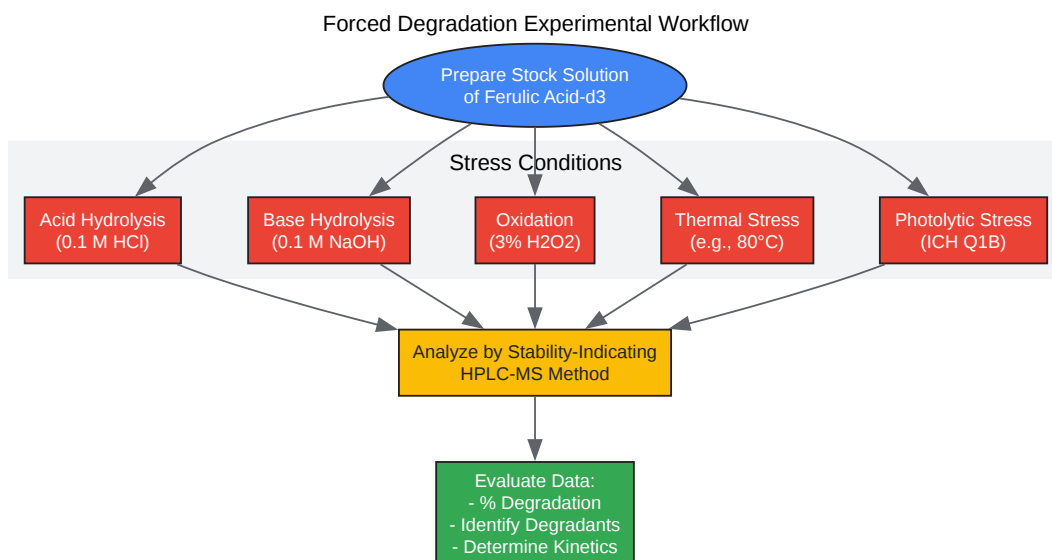 Forced Degradation Experimental Workflow
Prepare Stock Solution
of Ferulic Acid-d3
Stress Conditions
Acid Hydrolysis
(0.1 M HCl)
Base Hydrolysis
(0.1 M NaOH)
Oxidation
(3% H2O2)
Thermal Stress
(e.g., 80°C)
Photolytic Stress
(ICH Q1B)
Analyze by Stability-Indicating
HPLC-MS Method
Evaluate Data:
- % Degradation
- Identify Degradants
- Determine Kinetics